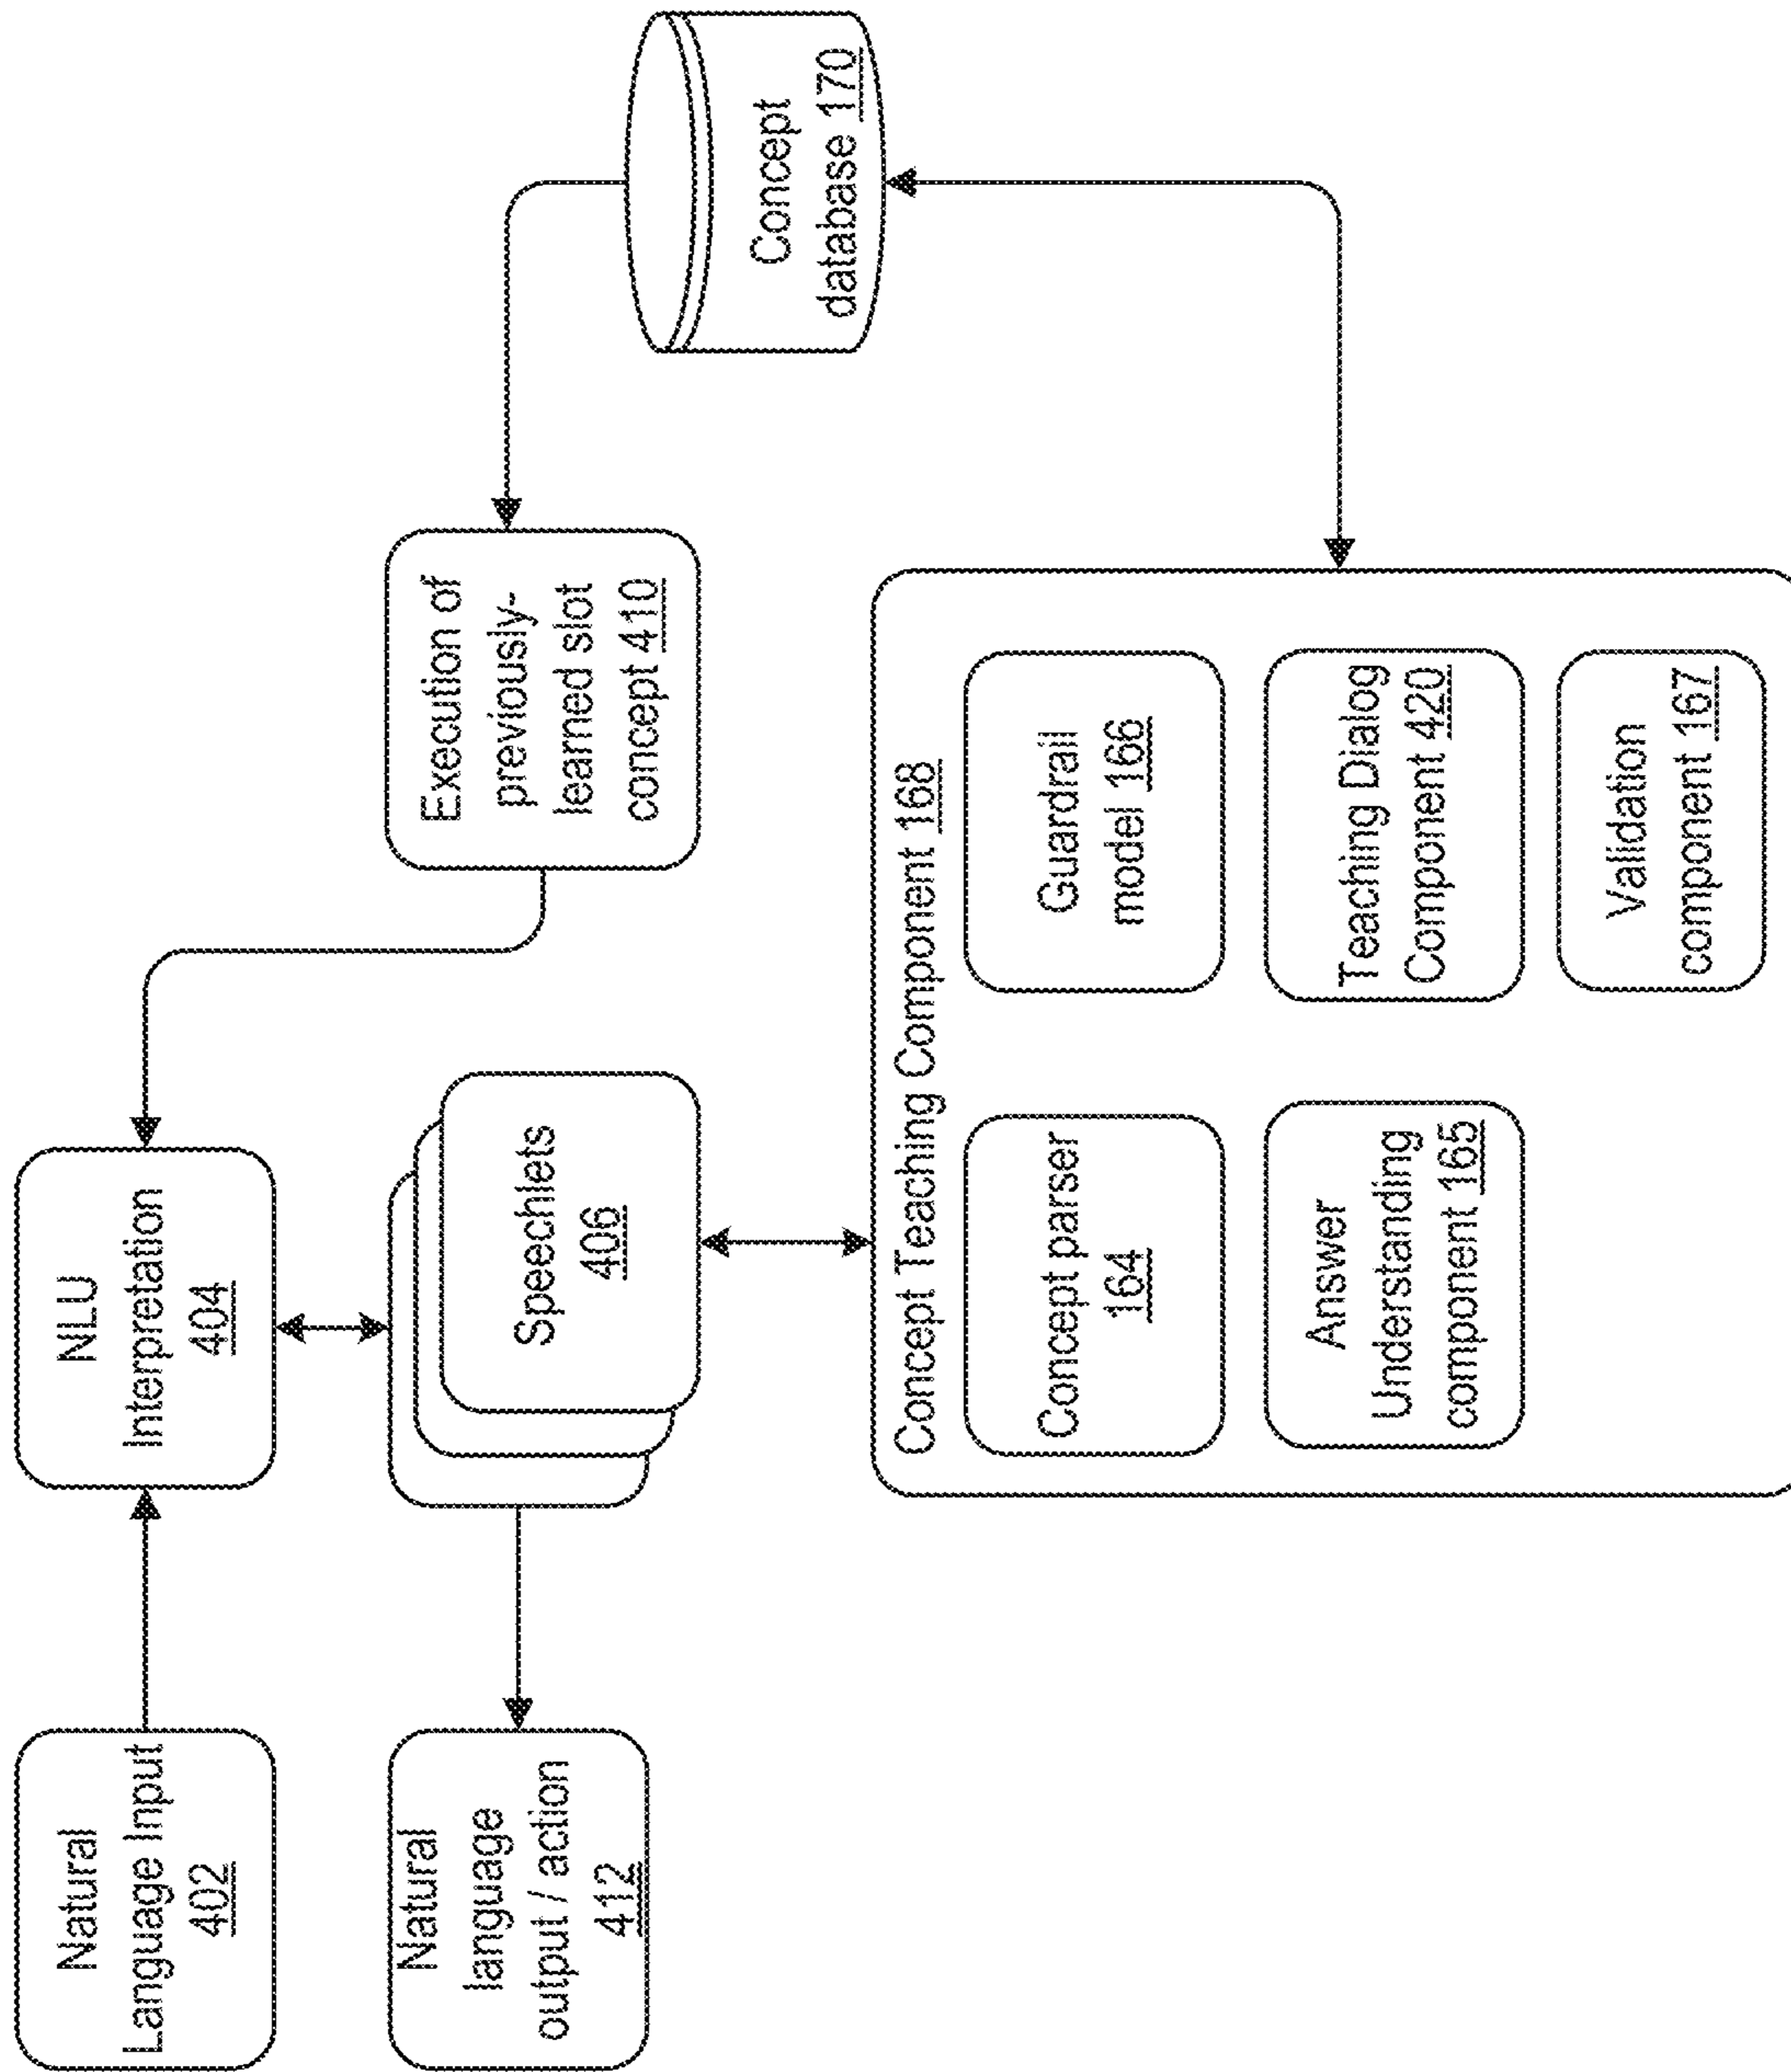 Natural
Language Input
402
NLU
Interpretation
404
Execution of
previously-
learned slot
concept 410
Concept
database 170
Natural
language
output / action
412
Speechlets
406
Concept Teaching Component 168
Concept parser
164
Guardrail
model 166
Answer
Understanding
component 165
Teaching Dialog
Component 420
Validation
component 167